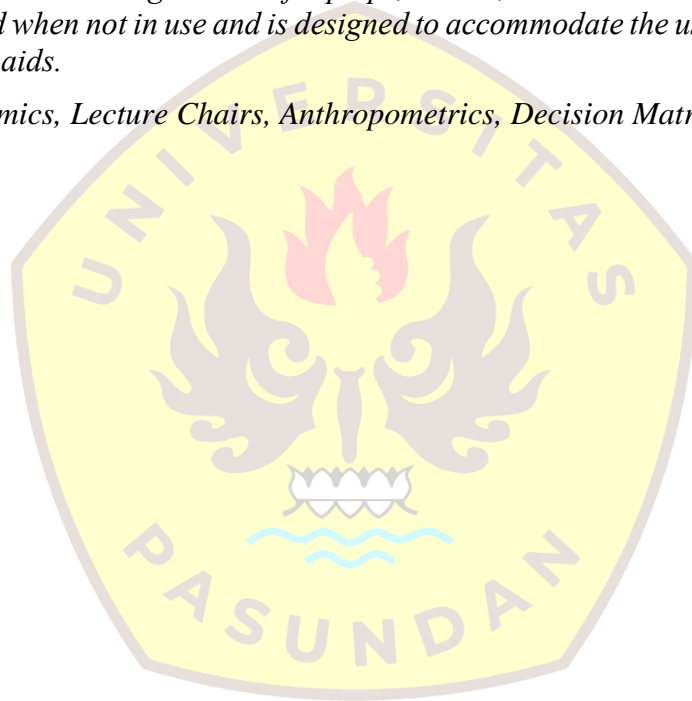 d when not in use and is designed to accommodate the us
aids.
mics, Lecture Chairs, Anthropometrics, Decision Matr
UNIVERSITAS
PASUNDAN